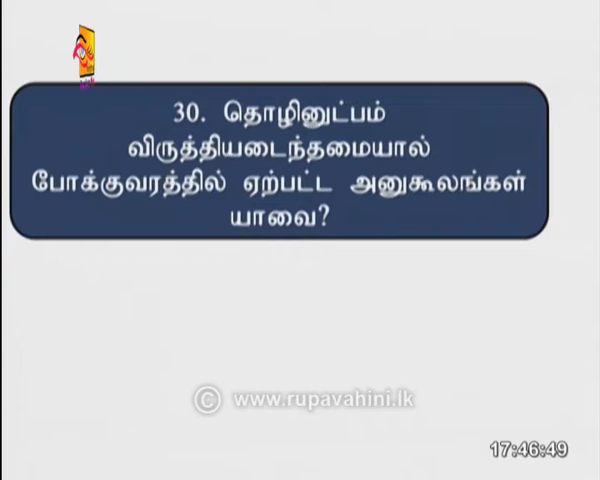 30. தொழினுட்பம்
விருத்தியடைந்தமையால்
போக்குவரத்தில் ஏற்பட்ட அனுகூலங்கள்
யாவை?
© www.rupavahini.lk
17:46:49